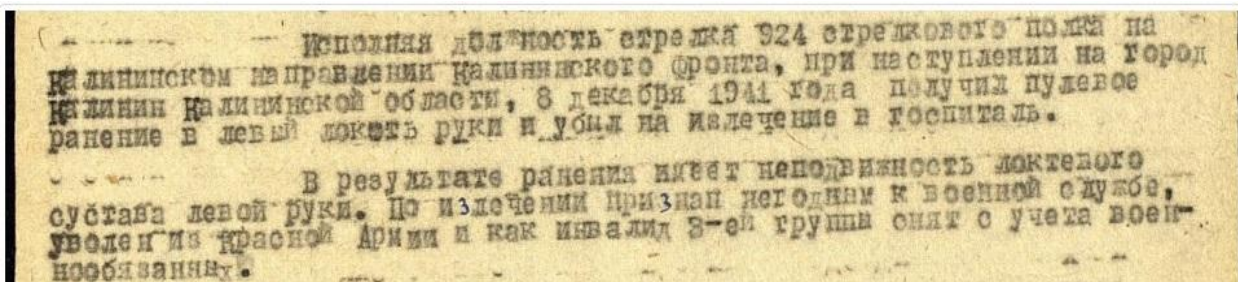 Исполняя должность стрелка 924 стрелкового полка на
Калининском направлении Калининского фронта, при наступлении на город
Калинин Калининской области, 8 декабря 1941 года получил пулевое
ранение в левый локоть руки и убыл на излечение в госпиталь.
В результате ранения имеет неподвижность локтевого
сустава левой руки. По излечении признан негодным к военной службе,
уволен из Красной Армии и как инвалид 3-ей группы снят с учета воен-
нообязанных.